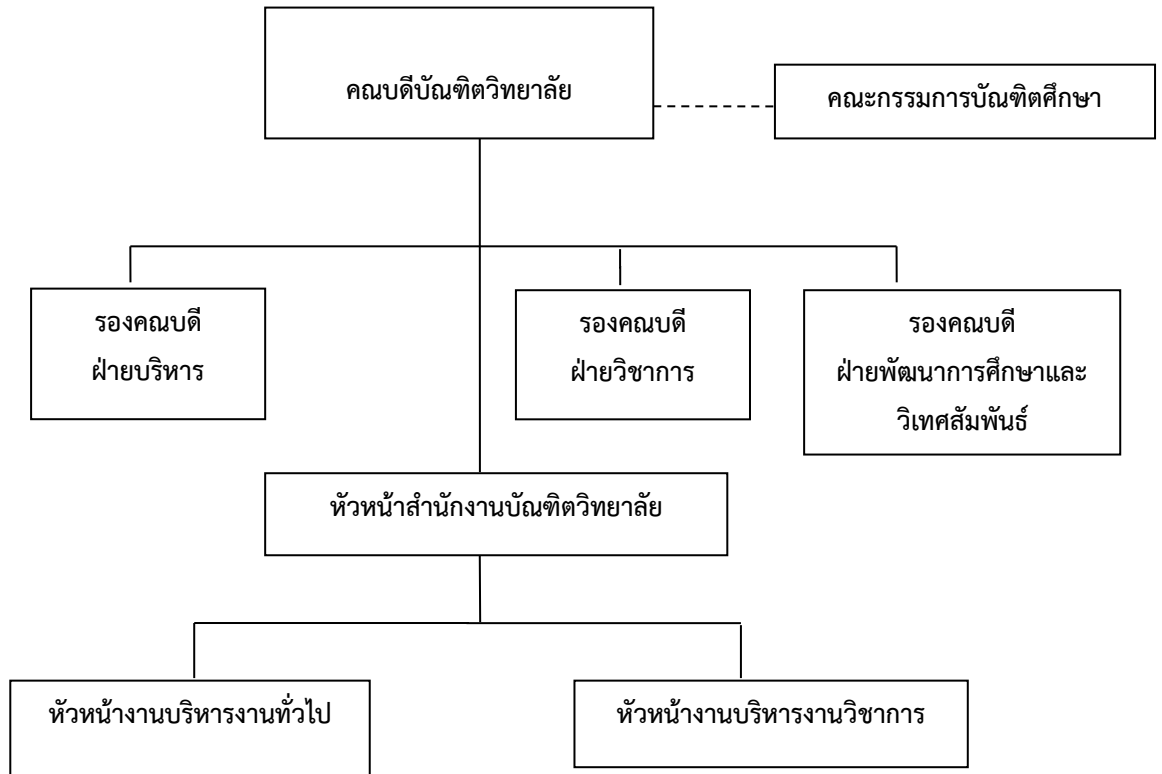 คณบดีบัณฑิตวิทยาลัย
คณะกรรมการบัณฑิตศึกษา
รองคณบดี
ฝ่ายบริหาร
รองคณบดี
ฝ่ายวิชาการ
รองคณบดี
ฝ่ายพัฒนาการศึกษาและ
วิเทศสัมพันธ์
หัวหน้าสำนักงานบัณฑิตวิทยาลัย
หัวหน้างานบริหารงานทั่วไป
หัวหน้างานบริหารงานวิชาการ